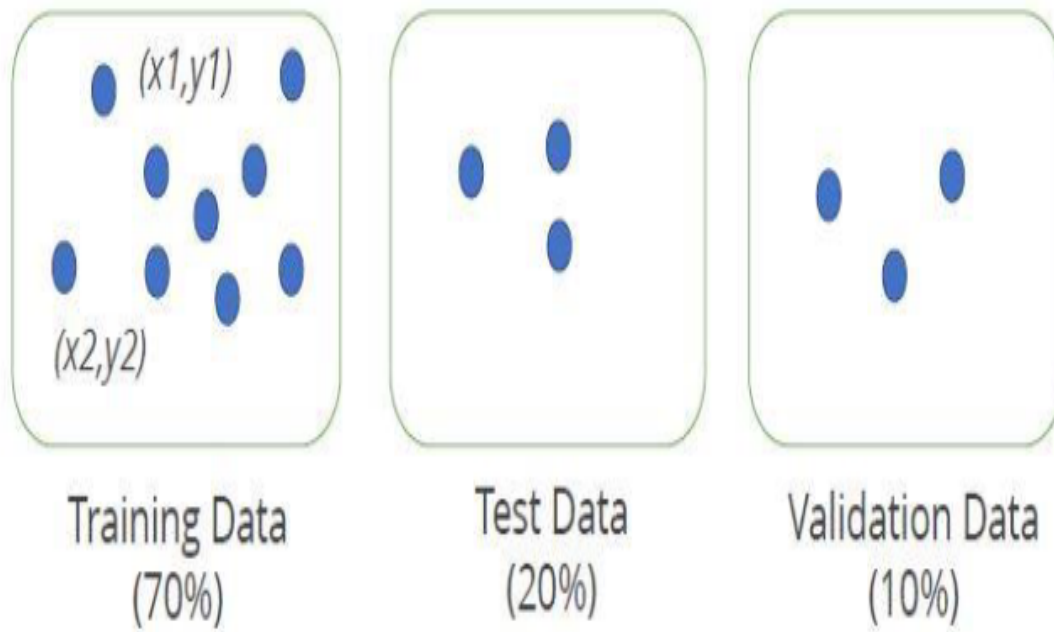 (x1,y1)
(x2,y2)
Training Data
(70%)
Test Data
(20%)
Validation Data
(10%)